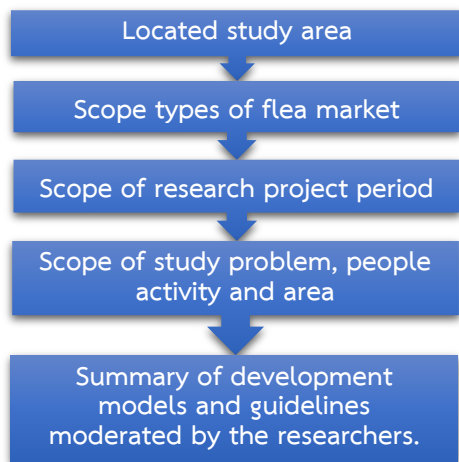 Located study area
Scope types of flea market
Scope of research project period
Scope of study problem, people
activity and area
Summary of development
models and guidelines
moderated by the researchers.